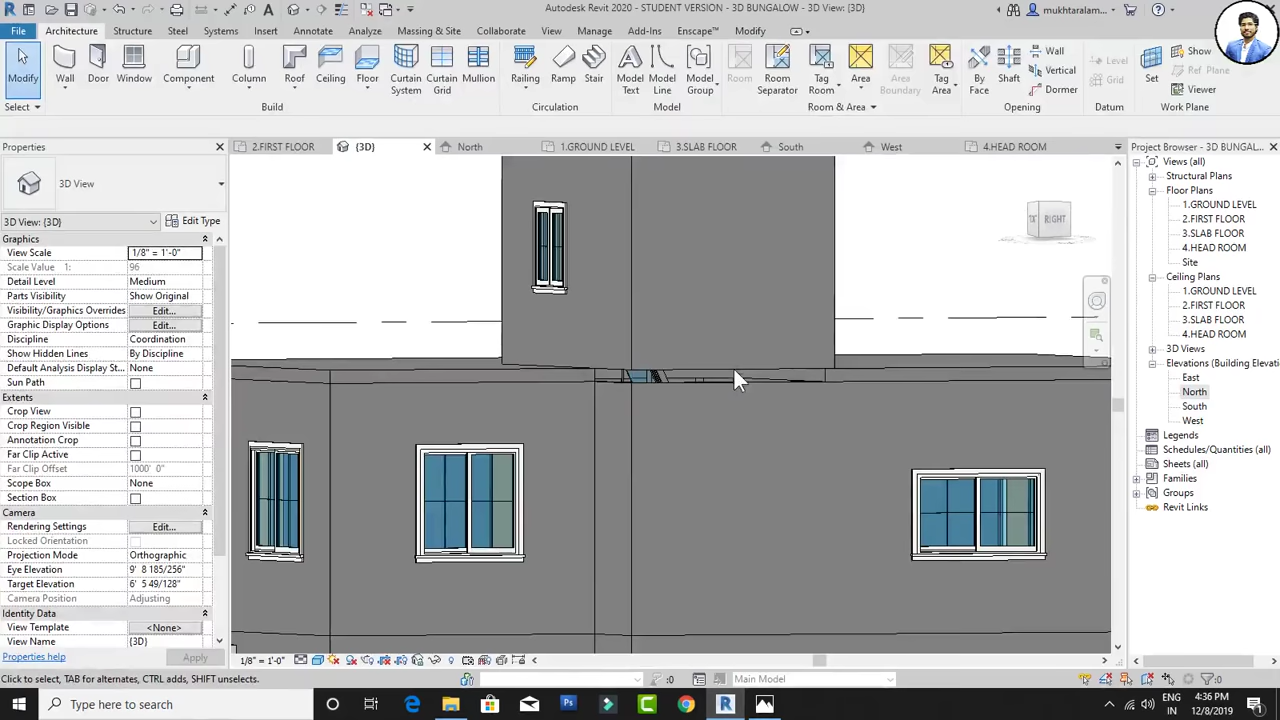 Autodesk Revit 2020 - STUDENT VERSION - 3D BUNGALOW - 3D View: {3D}
mukhtaralam...
File Architecture Structure Steel Systems Insert Annotate Analyze Massing & Site Collaborate View Manage Add-Ins Enscape™ Modify
Modify Wall Door Window Component Column Roof Ceiling Floor Curtain System Curtain Grid Mullion Railing Ramp Stair Model Text Model Line Model Group Room Room Separator Tag Room Area Area Boundary Tag Area By Face Shaft Wall Vertical Dormer Level Grid Set Show Ref Plane Viewer
Select Build Circulation Model Room & Area Opening Datum Work Plane
Properties
2.FIRST FLOOR {3D} North 1.GROUND LEVEL 3.SLAB FLOOR South West 4.HEAD ROOM
Project Browser - 3D BUNGAL...
3D View
3D View: {3D} Edit Type
Graphics
View Scale 1/8" = 1'-0"
Scale Value 1: 96
Detail Level Medium
Parts Visibility Show Original
Visibility/Graphics Overrides Edit...
Graphic Display Options Edit...
Discipline Coordination
Show Hidden Lines By Discipline
Default Analysis Display St... None
Sun Path
Extents
Crop View
Crop Region Visible
Annotation Crop
Far Clip Active
Far Clip Offset 1000' 0"
Scope Box None
Section Box
Camera
Rendering Settings Edit...
Locked Orientation
Projection Mode Orthographic
Eye Elevation 9' 8 185/256"
Target Elevation 6' 5 49/128"
Camera Position Adjusting
Identity Data
View Template <None>
View Name {3D}
Properties help Apply
RIGHT
Views (all)
Structural Plans
Floor Plans
1.GROUND LEVEL
2.FIRST FLOOR
3.SLAB FLOOR
4.HEAD ROOM
Site
Ceiling Plans
1.GROUND LEVEL
2.FIRST FLOOR
3.SLAB FLOOR
4.HEAD ROOM
3D Views
Elevations (Building Elevati
East
North
South
West
Legends
Schedules/Quantities (all)
Sheets (all)
Families
Groups
Revit Links
1/8" = 1'-0"
Click to select, TAB for alternates, CTRL adds, SHIFT unselects. :0 Main Model :0
Type here to search
ENG 4:36 PM
IN 12/8/2019